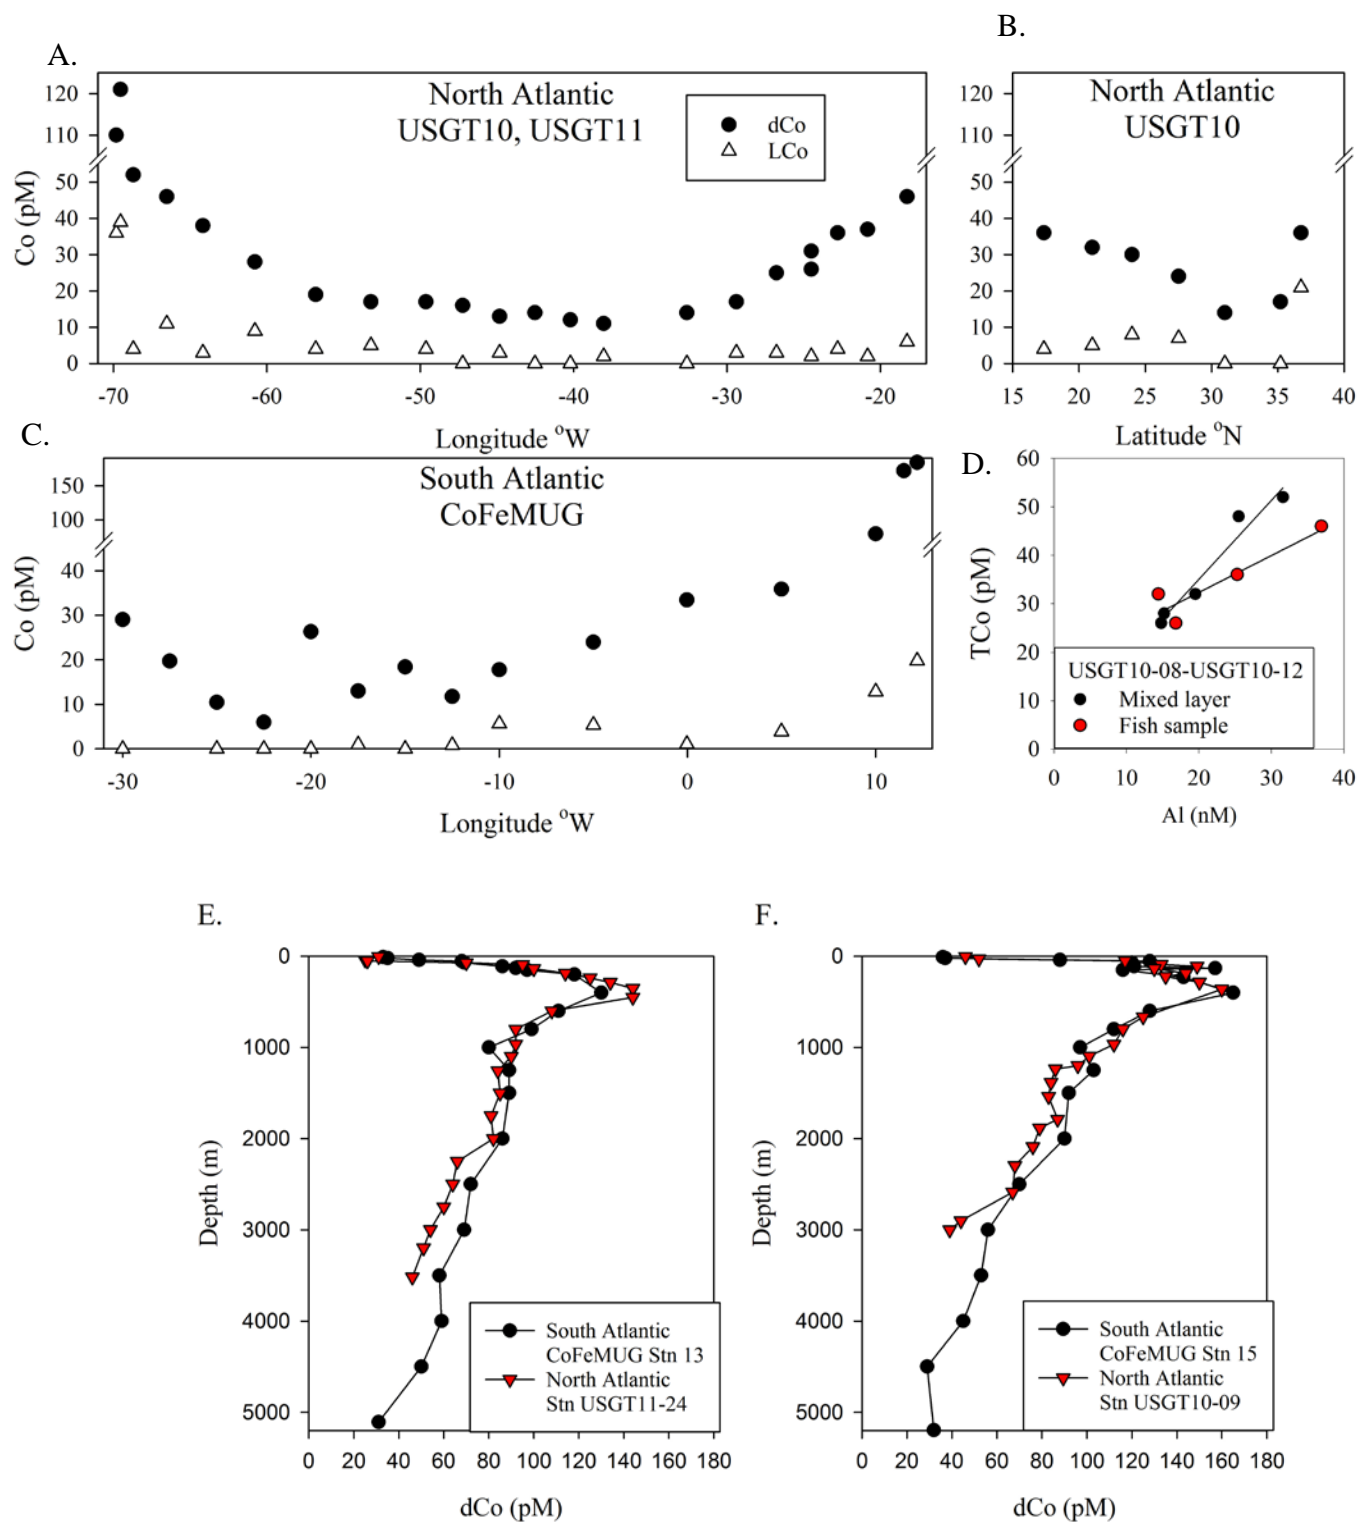 A.
North Atlantic
USGT10, USGT11
dCo
LCo
Co (pM)
120
110
50
40
30
20
10
0
-70 -60 -50 -40 -30 -20
Longitude °W
B.
North Atlantic
USGT10
120
110
50
40
30
20
10
0
15 20 25 30 35 40
Latitude °N
C.
South Atlantic
CoFeMUG
Co (pM)
150
100
40
30
20
10
0
-30 -20 -10 0 10
Longitude °W
D.
TCo (pM)
60
50
40
30
20
10
0
USGT10-08-USGT10-12
Mixed layer
Fish sample
0 10 20 30 40
Al (nM)
E.
Depth (m)
0
1000
2000
3000
4000
5000
South Atlantic
CoFeMUG Stn 13
North Atlantic
Stn USGT11-24
0 20 40 60 80 100 120 140 160 180
dCo (pM)
F.
Depth (m)
0
1000
2000
3000
4000
5000
South Atlantic
CoFeMUG Stn 15
North Atlantic
Stn USGT10-09
0 20 40 60 80 100 120 140 160 180
dCo (pM)